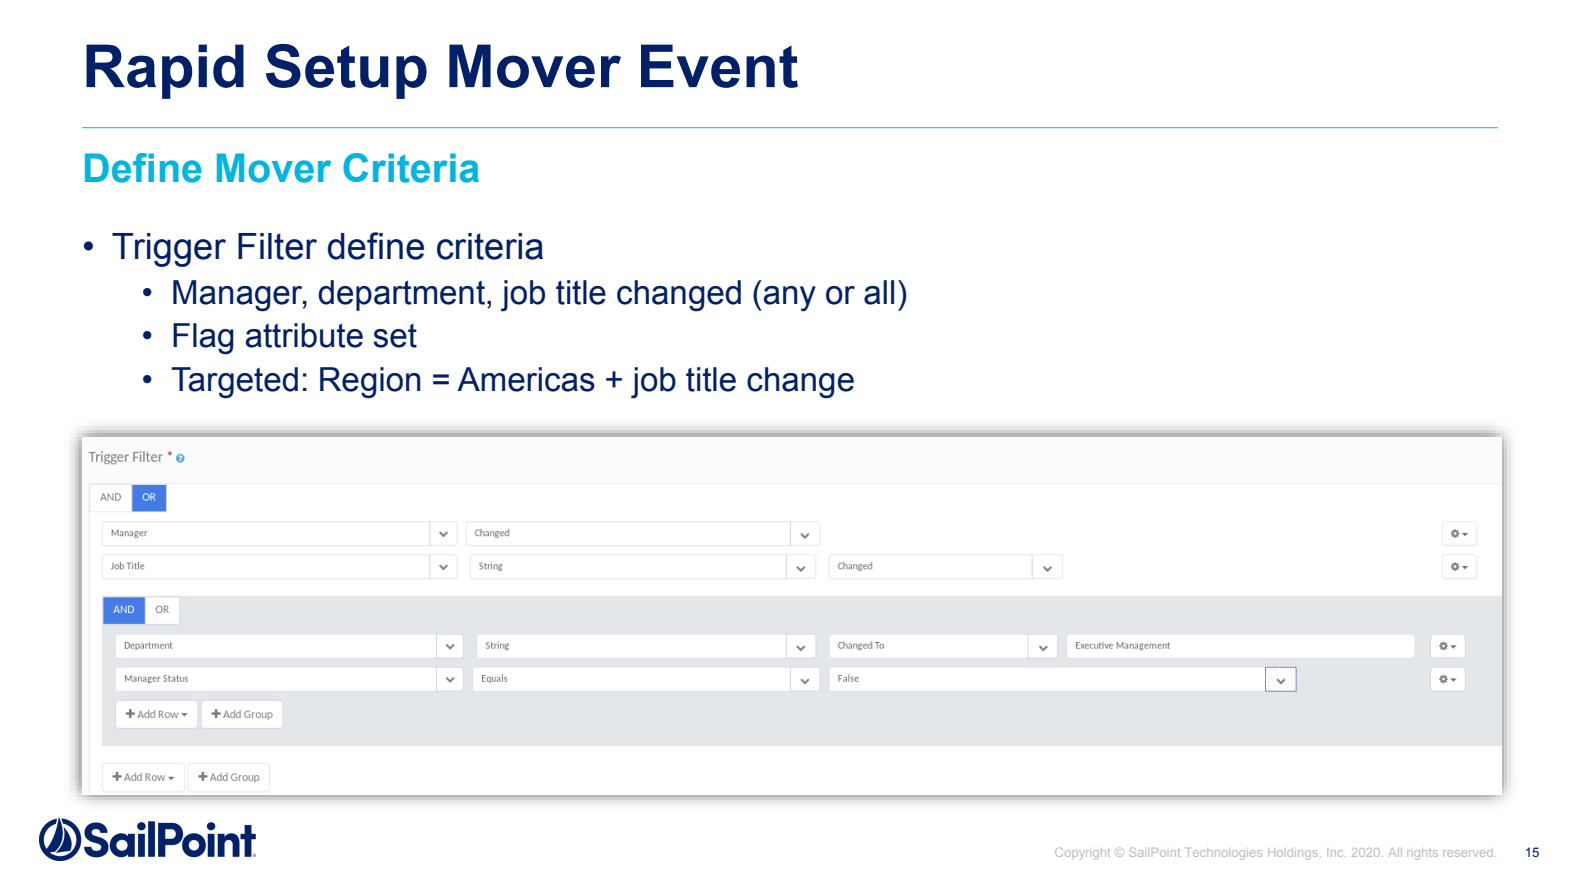 Rapid Setup Mover Event
Define Mover Criteria
• Trigger Filter define criteria
• Manager, department, job title changed (any or all)
• Flag attribute set
• Targeted: Region = Americas + job title change
Trigger Filter *
AND OR
Manager Changed
Job Title String Changed
AND OR
Department String Changed To Executive Management
Manager Status Equals False
+ Add Row + Add Group
+ Add Row + Add Group
SailPoint
Copyright © SailPoint Technologies Holdings, Inc. 2020. All rights reserved. 15